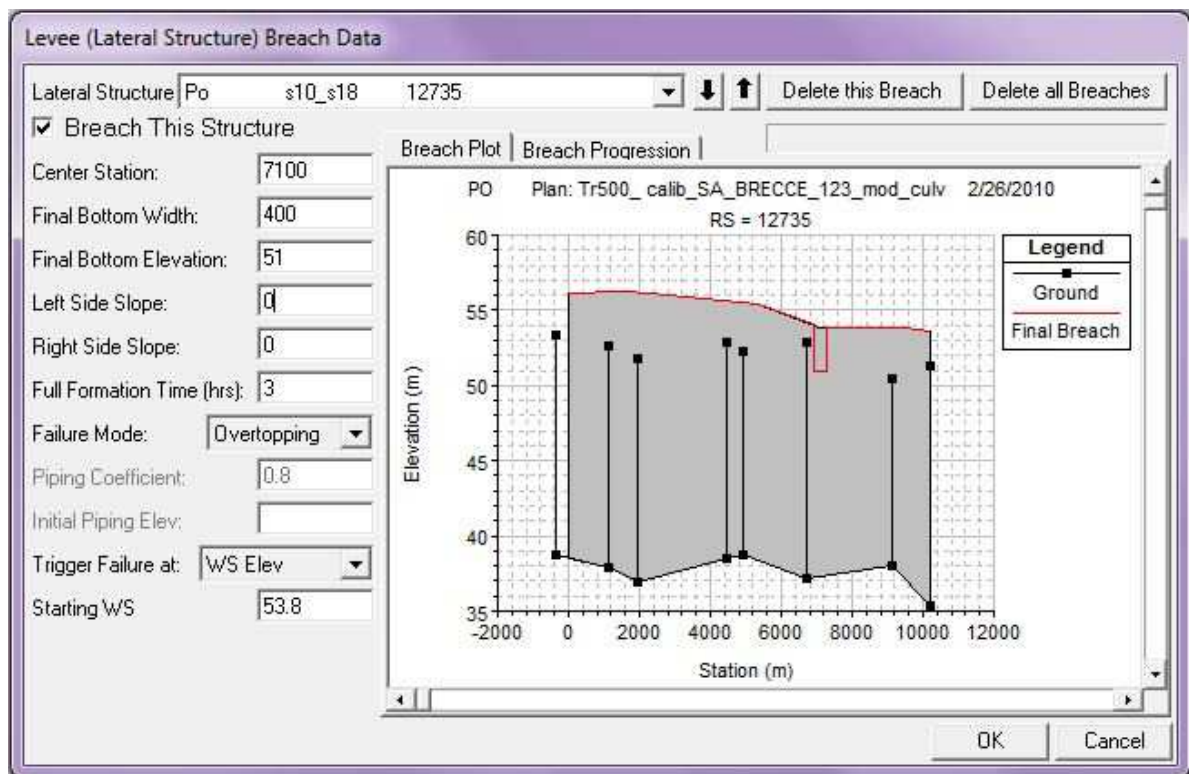 Levee (Lateral Structure) Breach Data
Lateral Structure Po s10_s18 12735 Delete this Breach Delete all Breaches
Breach This Structure
Breach Plot Breach Progression
Center Station: 7100
Final Bottom Width: 400
Final Bottom Elevation: 51
Left Side Slope: 0
Right Side Slope: 0
Full Formation Time (hrs): 3
Failure Mode: Overtopping
Piping Coefficient: 0.8
Initial Piping Elev:
Trigger Failure at: WS Elev
Starting WS 53.8
PO Plan: Tr500_ calib_SA_BRECCE_123_mod_culv 2/26/2010
RS = 12735
60
55
50
45
40
35
Elevation (m)
-2000 0 2000 4000 6000 8000 10000 12000
Station (m)
Legend
Ground
Final Breach
OK Cancel